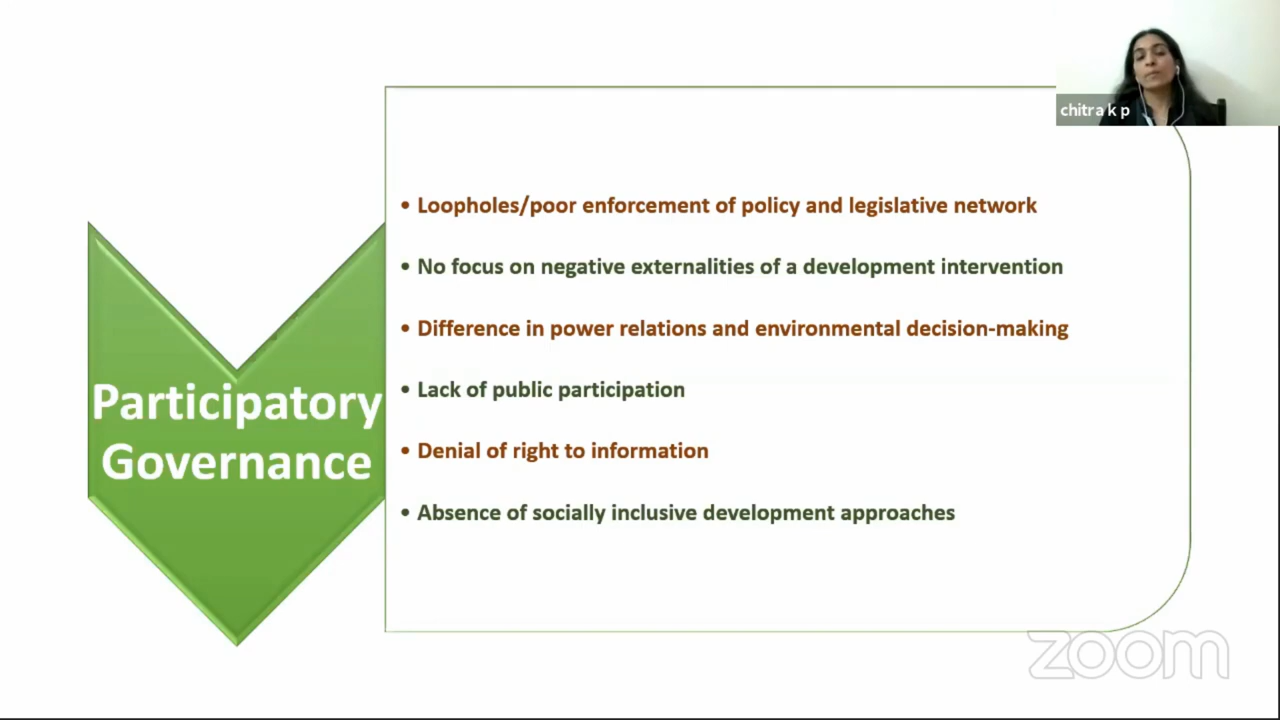 chitra k p
• Loopholes/poor enforcement of policy and legislative network
• No focus on negative externalities of a development intervention
• Difference in power relations and environmental decision-making
• Lack of public participation
• Denial of right to information
• Absence of socially inclusive development approaches
Participatory
Governance
zoom